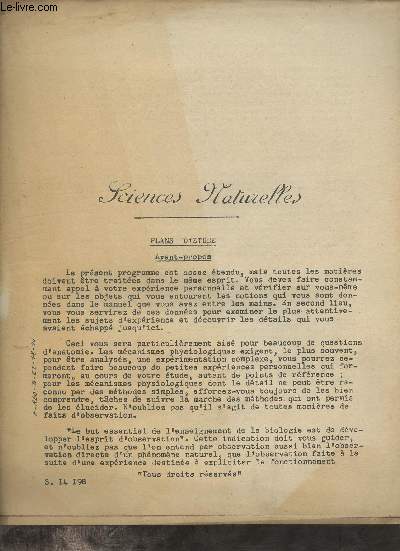 Le-livre.com
Sciences Naturelles
PLANS D'ETUDE
Avant-propos
Le présent programme est assez étendu, mais toutes les matières
doivent être traitées dans le même esprit. Vous devez faire constam-
ment appel à votre expérience personnelle et vérifier sur vous-même
ou sur les objets qui vous entourent les notions qui vous sont don-
nées dans le manuel que vous avez entre les mains. En second lieu,
vous vous servirez de ces données pour examiner le plus attentive-
ment les sujets d'expérience et découvrir les détails qui vous
avaient échappé jusqu'ici.
Ceci vous sera particulièrement aisé pour beaucoup de questions
d'anatomie. Les mécanismes physiologiques exigent, le plus souvent,
pour être analysés, une expérimentation complexe, vous pourrez ce-
pendant faire beaucoup de petites expériences personnelles qui for-
meront, au cours de votre étude, autant de points de référence ;
pour les mécanismes physiologiques dont le détail ne peut être re-
connu par des méthodes simples, efforcez-vous toujours de les bien
comprendre, tâchez de suivre la marche des méthodes qui ont permis
de les élucider. N'oubliez pas qu'il s'agit de toutes manières de
faits d'observation.
"Le but essentiel de l'enseignement de la biologie est de déve-
lopper l'esprit d'observation". Cette indication doit vous guider,
et n'oubliez pas que l'on entend par observation aussi bien l'obser-
vation directe d'un phénomène naturel, que l'observation faite à la
suite d'une expérience destinée à expliciter le fonctionnement
"Tous droits réservés"
S. I4 I98